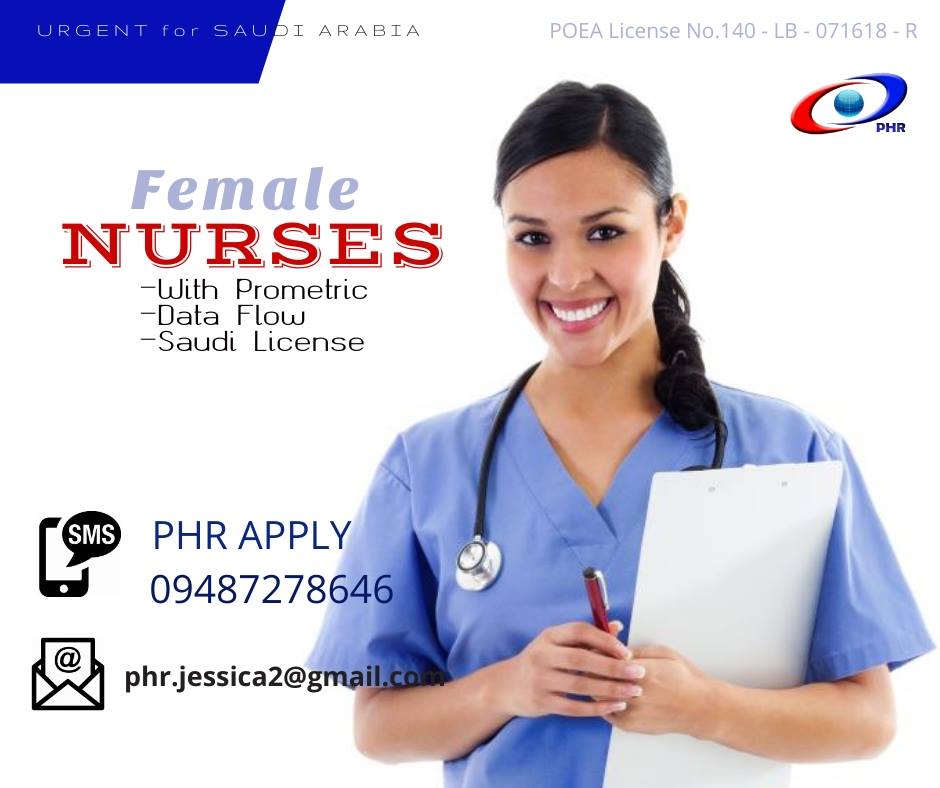 URGENT for SAUDI ARABIA
POEA License No.140 - LB - 071618 - R
PHR
Female
NURSES
-With Prometric
-Data Flow
-Saudi License
SMS
PHR APPLY
09487278646
@
phr.jessica2@gmail.com